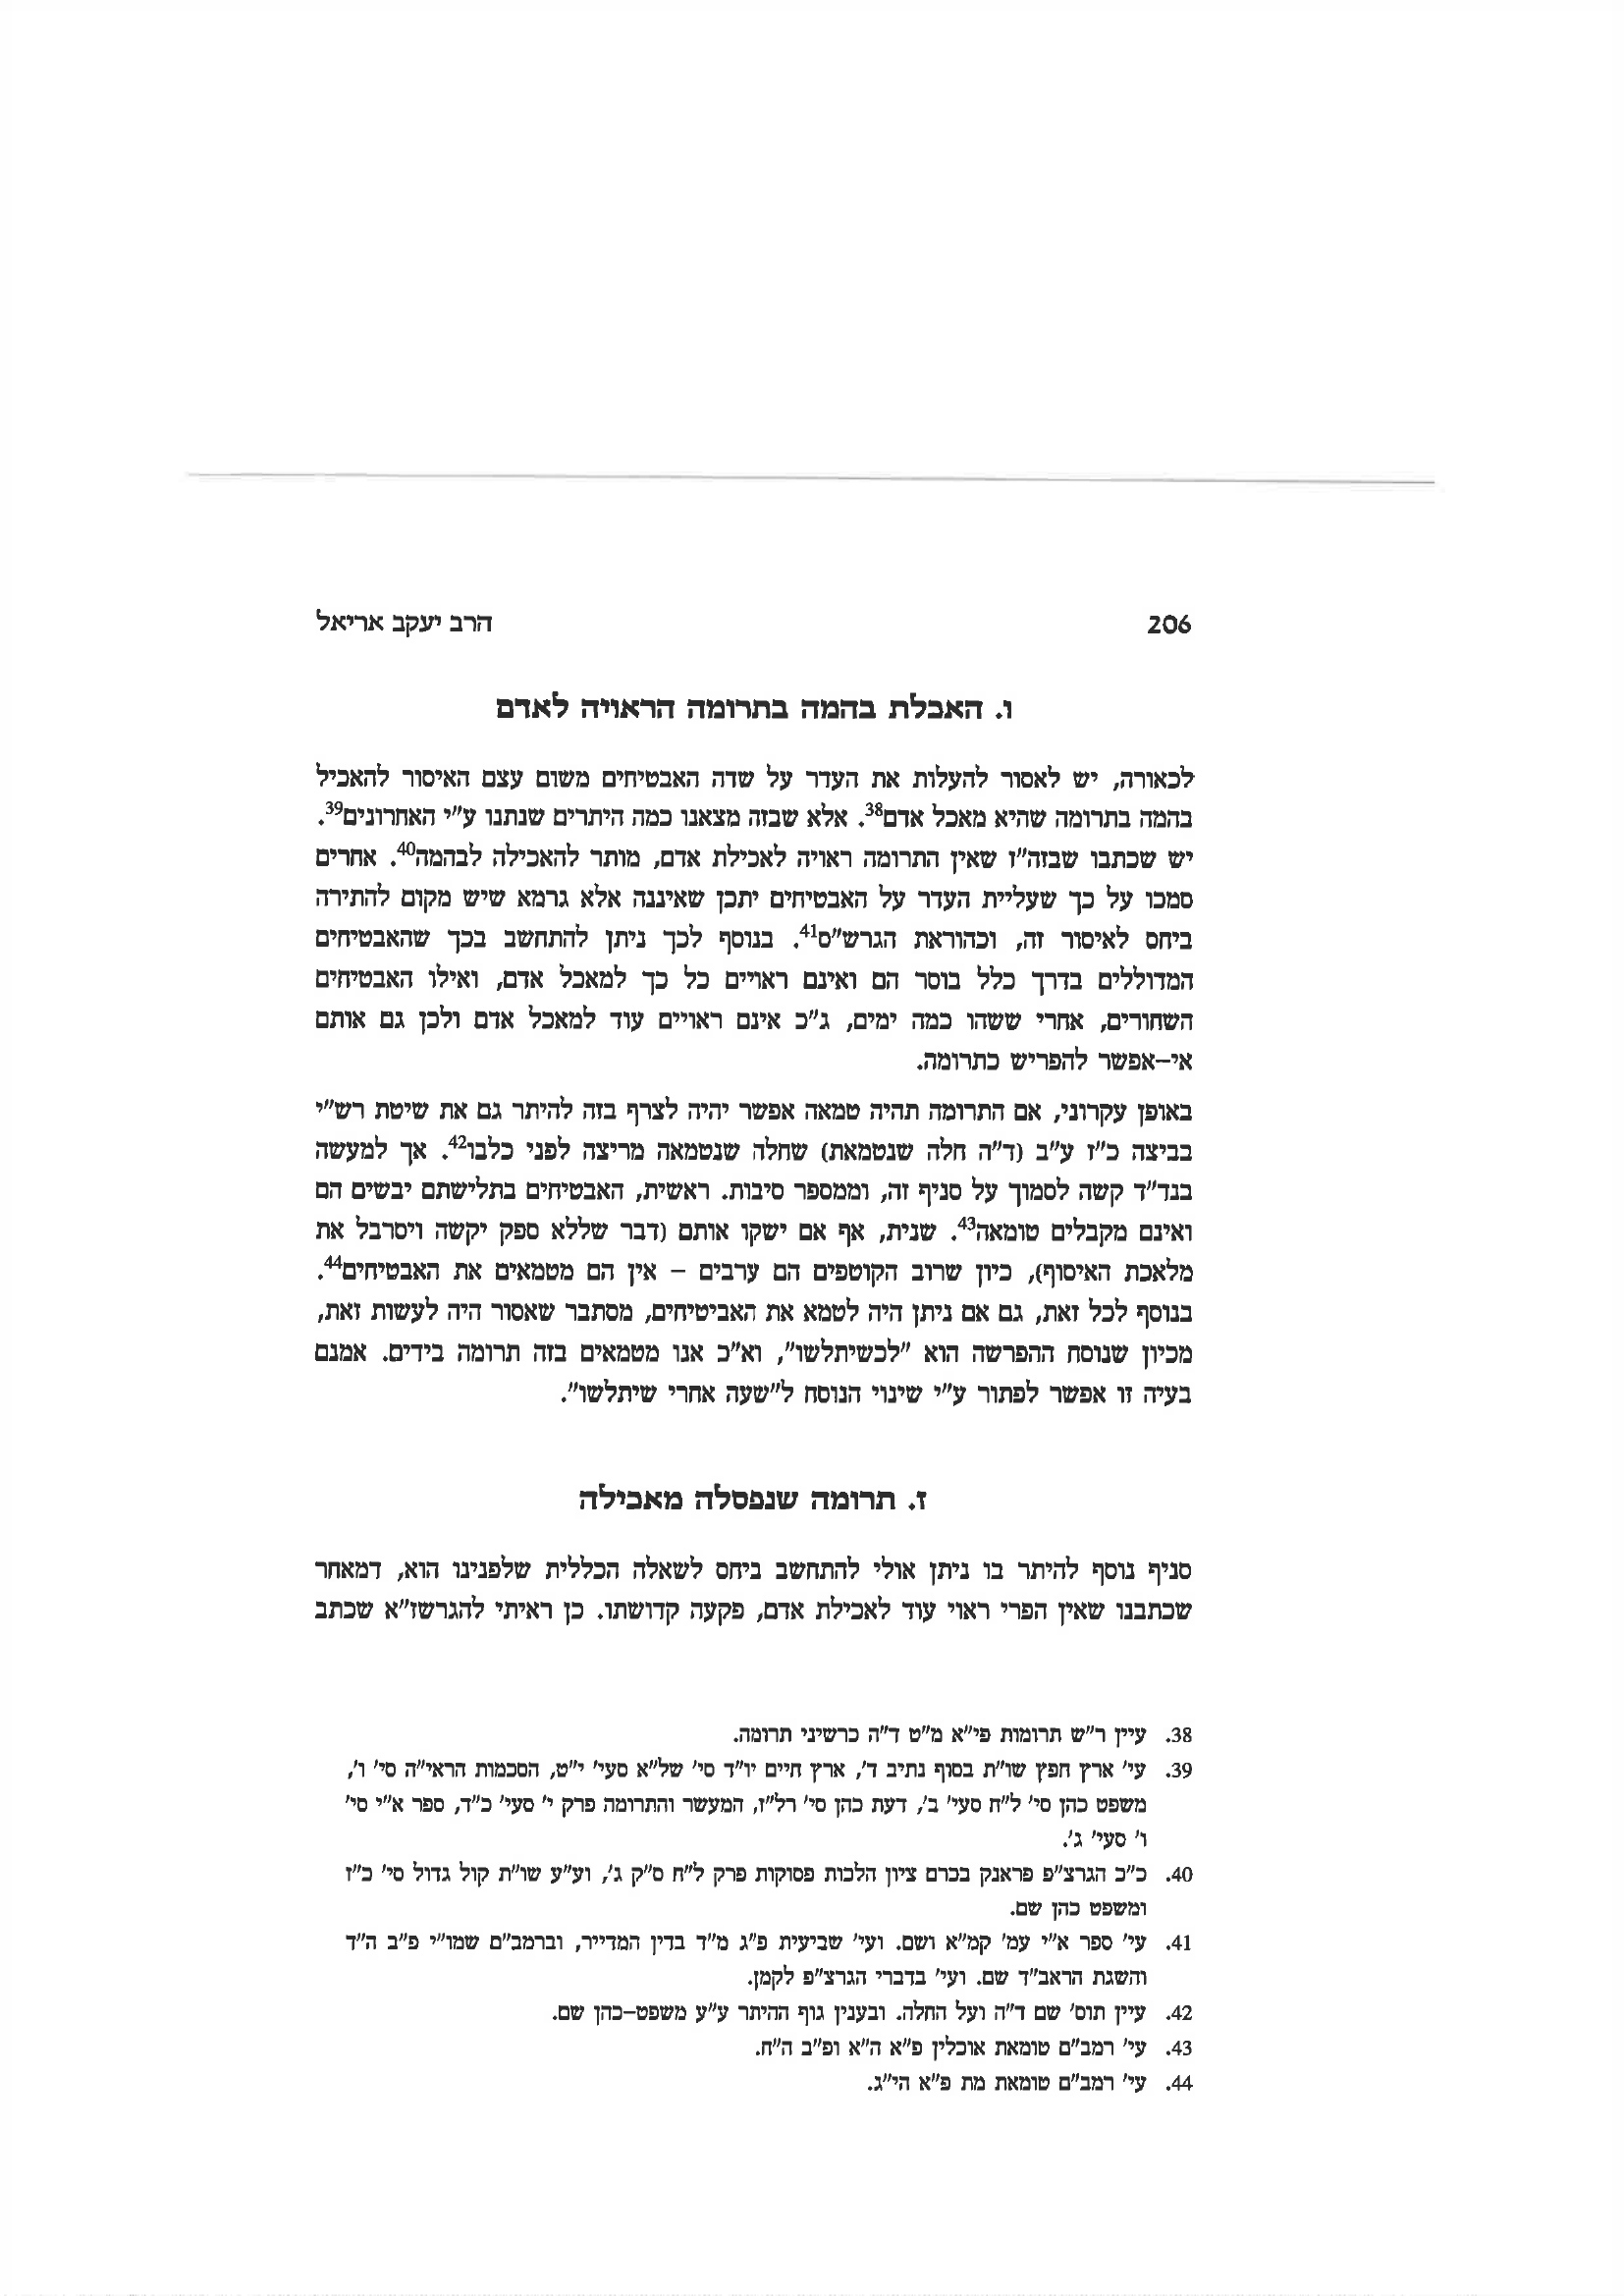 206
הרב יעקב אריאל
ו. האכלת בהמה בתרומה הראויה לאדם
לכאורה, יש לאסור להעלות את העדר על שדה האבטיחים משום עצם האיסור להאכיל
בהמה בתרומה שהיא מאכל אדם38. אלא שבזה מצאנו כמה היתרים שנתנו ע"י האחרונים39.
יש שכתבו שבזה"ז שאין התרומה ראויה לאכילת אדם, מותר להאכילה לבהמה40. אחרים
סמכו על כך שעליית העדר על האבטיחים יתכן שאיננה אלא גרמא שיש מקום להתירה
ביחס לאיסור זה, וכהוראת הגרש"ס41. בנוסף לכך ניתן להתחשב בכך שהאבטיחים
המדוללים בדרך כלל בוסר הם ואינם ראויים כל כך למאכל אדם, ואילו האבטיחים
השחורים, אחרי ששהו כמה ימים, ג"כ אינם ראויים עוד למאכל אדם ולכן גם אותם
אי–אפשר להפריש כתרומה.
באופן עקרוני, אם התרומה תהיה טמאה אפשר יהיה לצרף בזה להיתר גם את שיטת רש"י
בביצה כ"ז ע"ב (ד"ה חלה שנטמאת) שחלה שנטמאה מריצה לפני כלבו42. אך למעשה
בנד"ד קשה לסמוך על סניף זה, וממספר סיבות. ראשית, האבטיחים בתלישתם יבשים הם
ואינם מקבלים טומאה43. שנית, אף אם ישקו אותם (דבר שללא ספק יקשה ויסרבל את
מלאכת האיסוף), כיון שרוב הקוטפים הם ערבים – אין הם מטמאים את האבטיחים44.
בנוסף לכל זאת, גם אם ניתן היה לטמא את האביטיחים, מסתבר שאסור היה לעשות זאת,
מכיון שנוסח ההפרשה הוא "לכשיתלשו", וא"כ אנו מטמאים בזה תרומה בידים. אמנם
בעיה זו אפשר לפתור ע"י שינוי הנוסח ל"שעה אחרי שיתלשו".
ז. תרומה שנפסלה מאכילה
סניף נוסף להיתר בו ניתן אולי להתחשב ביחס לשאלה הכללית שלפנינו הוא, דמאחר
שכתבנו שאין הפרי ראוי עוד לאכילת אדם, פקעה קדושתו. כן ראיתי להגרשז"א שכתב
38. עיין ר"ש תרומות פי"א מ"ט ד"ה כרשיני תרומה.
39. עי' ארץ חפץ שו"ת בסוף נתיב ד', ארץ חיים יו"ד סי' של"א סעי' י"ט, הסכמות הראי"ה סי' ו',
משפט כהן סי' ל"ח סעי' ב', דעת כהן סי' רל"ז, המעשר והתרומה פרק י' סעי' כ"ד, ספר א"י סי'
ו' סעי' ג'.
40. כ"כ הגרצ"פ פראנק בכרם ציון הלכות פסוקות פרק ל"ח ס"ק ג', וע"ע שו"ת קול גדול סי' כ"ז
ומשפט כהן שם.
41. עי' ספר א"י עמ' קמ"א ושם. ועי' שביעית פ"ג מ"ד בדין המדייר, וברמב"ם שמו"י פ"ב ה"ד
והשגת הראב"ד שם. ועי' בדברי הגרצ"פ לקמן.
42. עיין תוס' שם ד"ה ועל החלה. ובענין גוף ההיתר ע"ע משפט–כהן שם.
43. עי' רמב"ם טומאת אוכלין פ"א ה"א ופ"ב ה"ח.
44. עי' רמב"ם טומאת מת פ"א הי"ג.